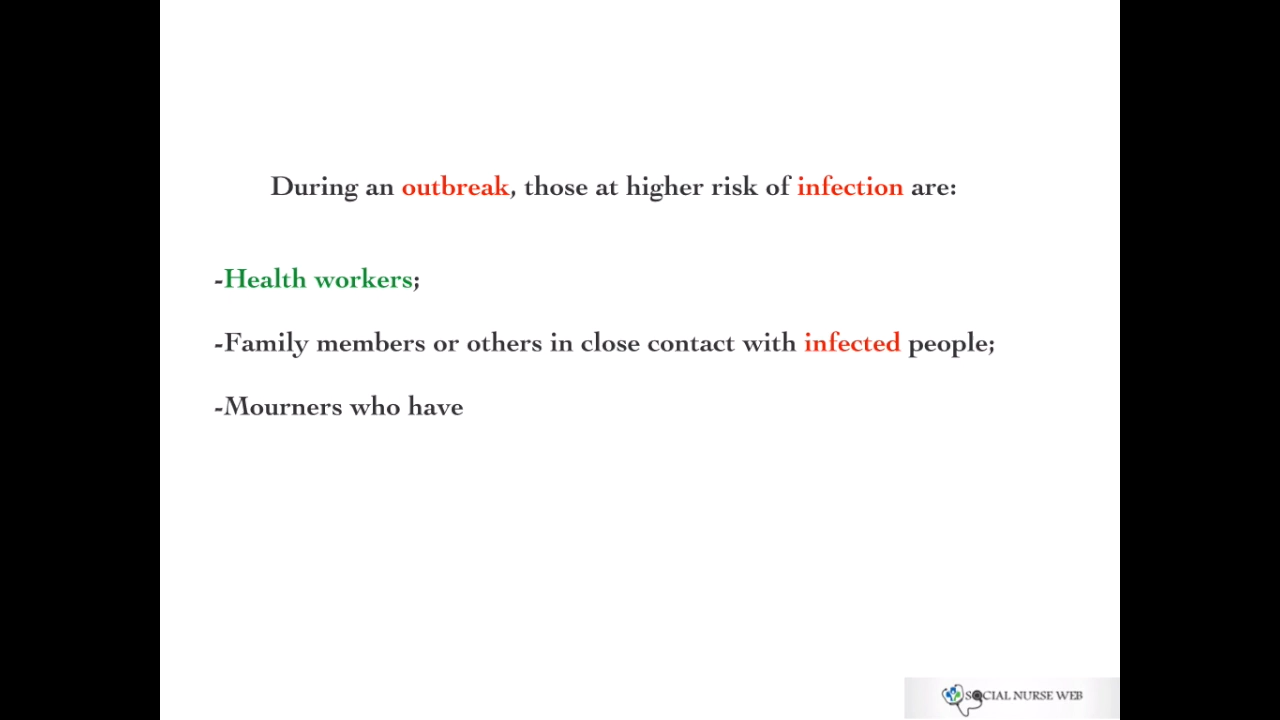 During an outbreak, those at higher risk of infection are:
-Health workers;
-Family members or others in close contact with infected people;
-Mourners who have
SOCIAL NURSE WEB